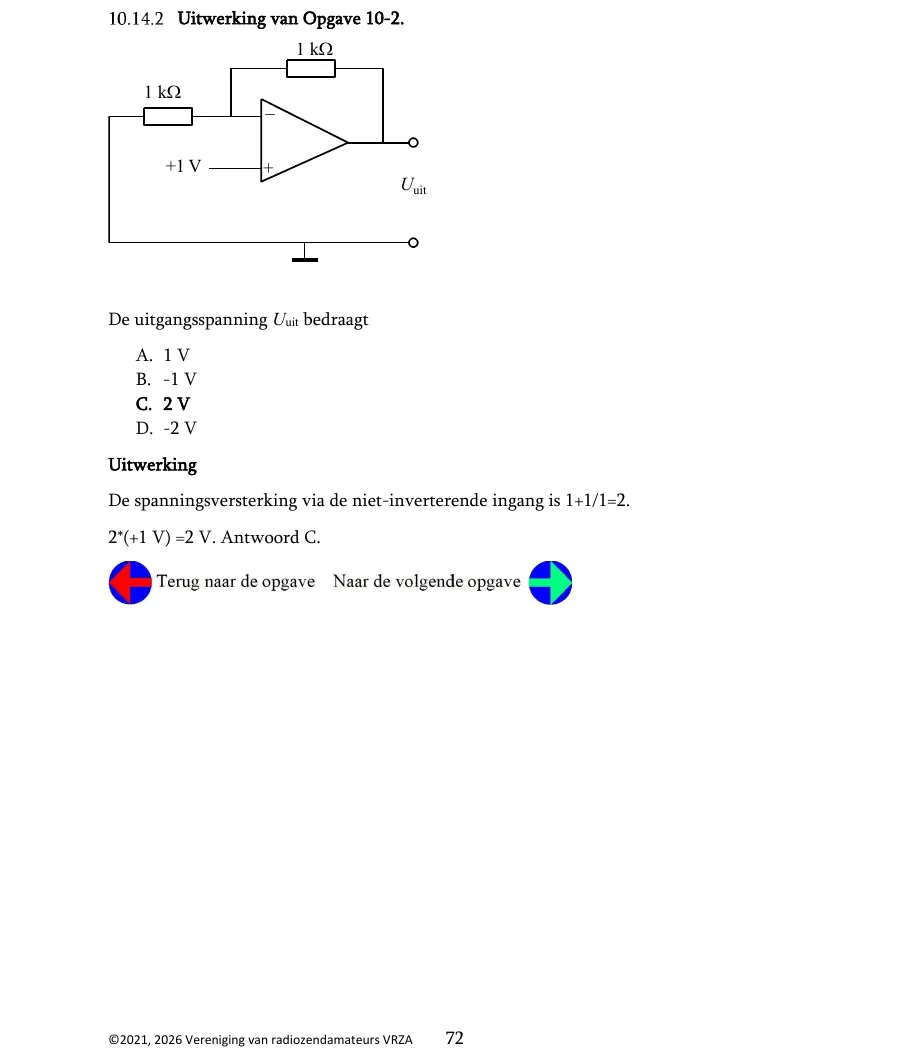 10.14.2 Uitwerking van Opgave 10-2.
1 kΩ
1 kΩ
−
+1 V
+
Uuit
De uitgangsspanning Uuit bedraagt
A. 1 V
B. -1 V
C. 2 V
D. -2 V
Uitwerking
De spanningsversterking via de niet-inverterende ingang is 1+1/1=2.
2*(+1 V) =2 V. Antwoord C.
Terug naar de opgave Naar de volgende opgave
©2021, 2026 Vereniging van radiozendamateurs VRZA 72